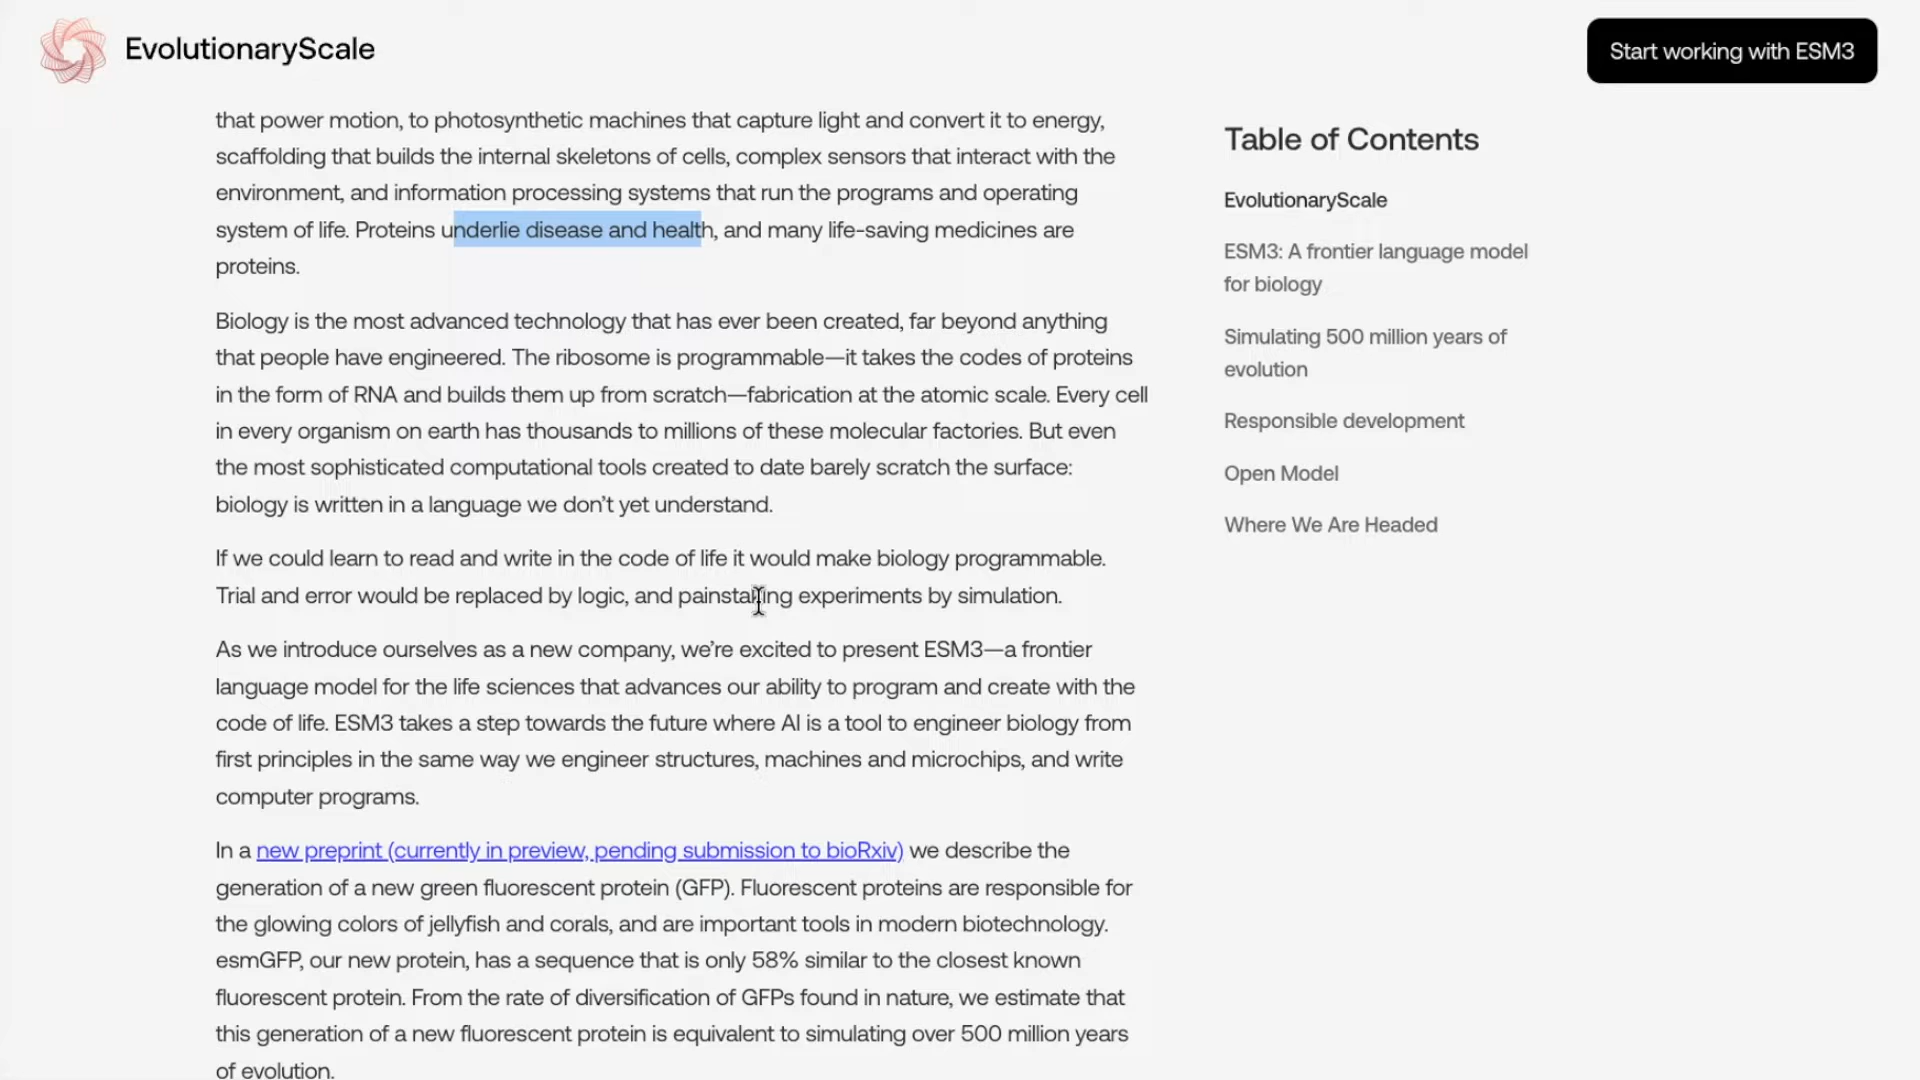 EvolutionaryScale
Start working with ESM3
that power motion, to photosynthetic machines that capture light and convert it to energy,
scaffolding that builds the internal skeletons of cells, complex sensors that interact with the
environment, and information processing systems that run the programs and operating
system of life. Proteins underlie disease and health, and many life-saving medicines are
proteins.
Biology is the most advanced technology that has ever been created, far beyond anything
that people have engineered. The ribosome is programmable—it takes the codes of proteins
in the form of RNA and builds them up from scratch—fabrication at the atomic scale. Every cell
in every organism on earth has thousands to millions of these molecular factories. But even
the most sophisticated computational tools created to date barely scratch the surface:
biology is written in a language we don’t yet understand.
If we could learn to read and write in the code of life it would make biology programmable.
Trial and error would be replaced by logic, and painstaking experiments by simulation.
As we introduce ourselves as a new company, we’re excited to present ESM3—a frontier
language model for the life sciences that advances our ability to program and create with the
code of life. ESM3 takes a step towards the future where AI is a tool to engineer biology from
first principles in the same way we engineer structures, machines and microchips, and write
computer programs.
In a new preprint (currently in preview, pending submission to bioRxiv) we describe the
generation of a new green fluorescent protein (GFP). Fluorescent proteins are responsible for
the glowing colors of jellyfish and corals, and are important tools in modern biotechnology.
esmGFP, our new protein, has a sequence that is only 58% similar to the closest known
fluorescent protein. From the rate of diversification of GFPs found in nature, we estimate that
this generation of a new fluorescent protein is equivalent to simulating over 500 million years
of evolution.
Table of Contents
EvolutionaryScale
ESM3: A frontier language model
for biology
Simulating 500 million years of
evolution
Responsible development
Open Model
Where We Are Headed